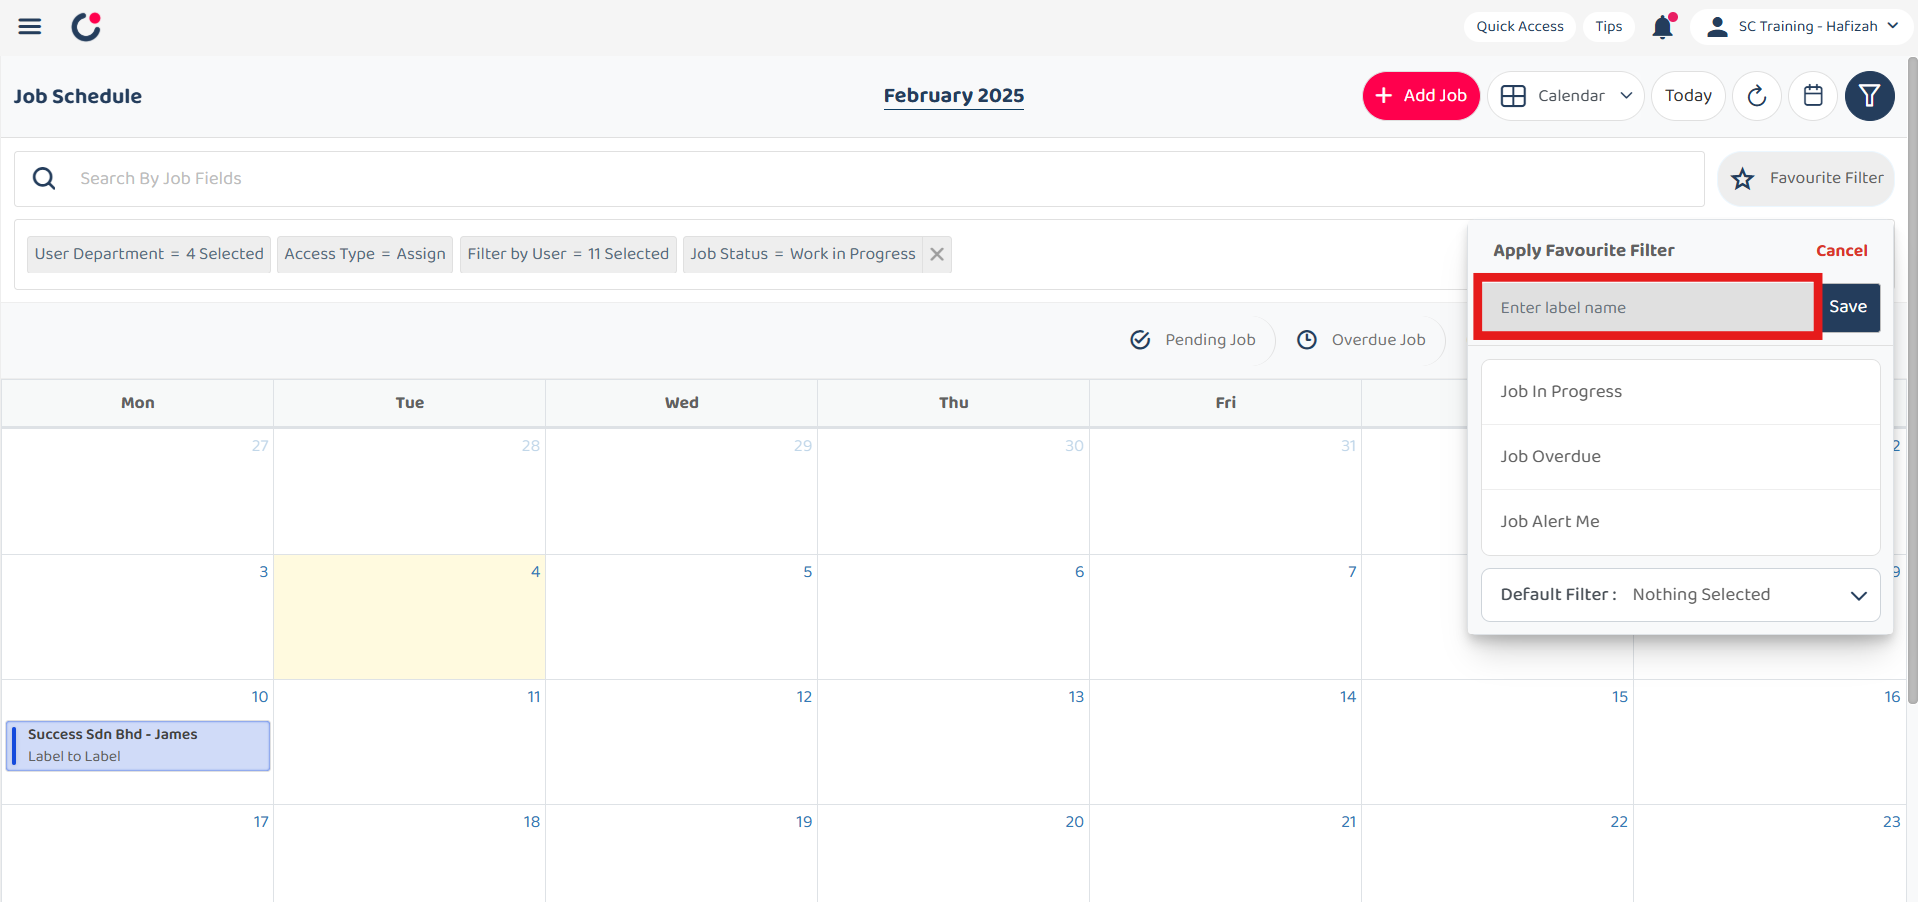 Quick Access
Tips
SC Training - Hafizah
Job Schedule
February 2025
Add Job
Calendar
Today
Search By Job Fields
Favourite Filter
User Department = 4 Selected
Access Type = Assign
Filter by User = 11 Selected
Job Status = Work in Progress
Apply Favourite Filter
Cancel
Enter label name
Save
Pending Job
Overdue Job
Job In Progress
Job Overdue
Job Alert Me
Default Filter : Nothing Selected
Mon Tue Wed Thu Fri
27 28 29 30 31 2
3 4 5 6 7 9
10 11 12 13 14 15 16
Success Sdn Bhd - James
Label to Label
17 18 19 20 21 22 23